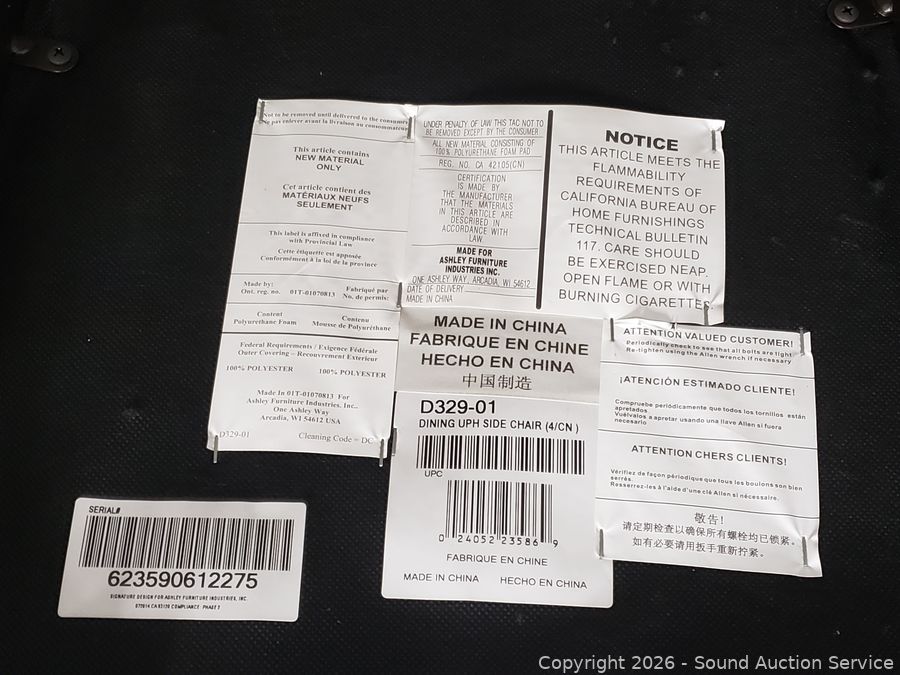 Not to be removed until delivered to the consumer
Ne pas enlever avant la livraison au consommateur
This article contains
NEW MATERIAL
ONLY
Cet article contient des
MATÉRIAUX NEUFS
SEULEMENT
This label is affixed in compliance
with Provincial Law
Cette étiquette est apposée
Conformément à la loi de la province
Made by: Fabriqué par
Ont. reg. no. 01T-01070813 No. de permis:
Content Contenu
Polyurethane Foam Mousse de Polyuréthane
Federal Requirements / Exigence Fédérale
Outer Covering – Recouvrement Exterieur
100% POLYESTER 100% POLYESTER
Made In 01T-01070813 For
Ashley Furniture Industries, Inc..
One Ashley Way
Arcadia, WI 54612 USA
D329-01 Cleaning Code = DC
UNDER PENALTY OF LAW THIS TAG NOT TO
BE REMOVED EXCEPT BY THE CONSUMER
ALL NEW MATERIAL CONSISTING OF
100% POLYURETHANE FOAM PAD
REG. NO. CA 42105(CN)
CERTIFICATION
IS MADE BY
THE MANUFACTURER
THAT THE MATERIALS
IN THIS ARTICLE ARE
DESCRIBED IN
ACCORDANCE WITH
LAW
MADE FOR
ASHLEY FURNITURE
INDUSTRIES INC.
ONE ASHLEY WAY, ARCADIA, WI 54612
DATE OF DELIVERY
MADE IN CHINA
NOTICE
THIS ARTICLE MEETS THE
FLAMMABILITY
REQUIREMENTS OF
CALIFORNIA BUREAU OF
HOME FURNISHINGS
TECHNICAL BULLETIN
117. CARE SHOULD
BE EXERCISED NEAP.
OPEN FLAME OR WITH
BURNING CIGARETTES
MADE IN CHINA
FABRIQUE EN CHINE
HECHO EN CHINA
中国制造
D329-01
DINING UPH SIDE CHAIR (4/CN )
UPC
0 24052 23586 9
FABRIQUE EN CHINE
MADE IN CHINA HECHO EN CHINA
ATTENTION VALUED CUSTOMER!
Periodically check to see that all bolts are tight
Re-tighten using the Allen wrench if necessary
¡ATENCIÓN ESTIMADO CLIENTE!
Compruebe periódicamente que todos los tornillos están
apretados
Vuélvalos a apretar usando una llave Allen si fuera
necesario
ATTENTION CHERS CLIENTS!
Vérifiez de façon périodique que tous les boulons son bien
serrés.
Resserrez-les à l'aide d'une clé Allen si nécessaire.
敬告!
请定期检查以确保所有螺栓均已锁紧。
如有必要请用扳手重新拧紧。
SERIAL#
623590612275
SIGNATURE DESIGN FOR ASHLEY FURNITURE INDUSTRIES, INC.
CA 93120 COMPLIANCE PHASE 2
Copyright 2026 - Sound Auction Service